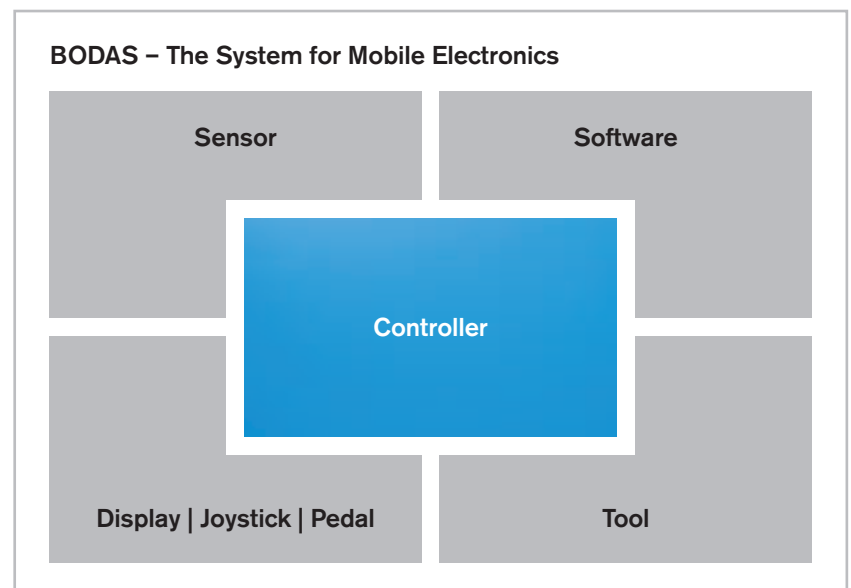 BODAS – The System for Mobile Electronics
Sensor
Software
Controller
Display | Joystick | Pedal
Tool